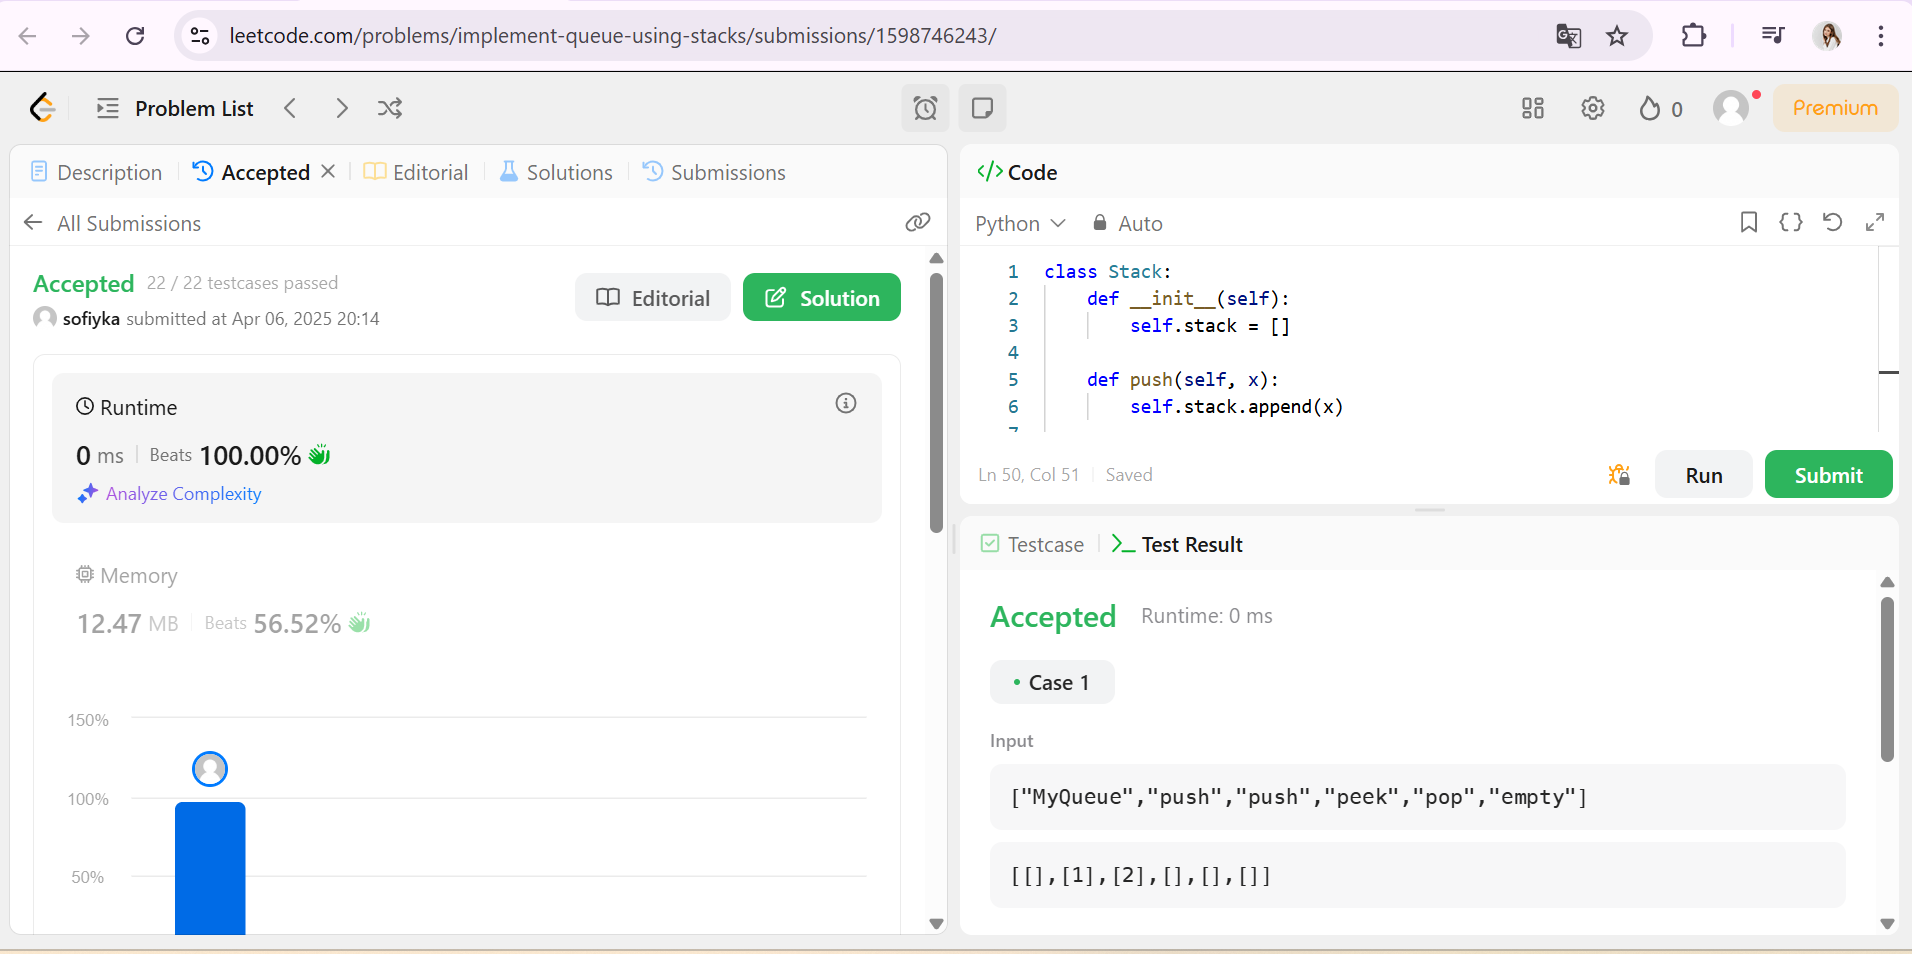 leetcode.com/problems/implement-queue-using-stacks/submissions/1598746243/
Problem List
0
Premium
Description
Accepted
Editorial
Solutions
Submissions
All Submissions
Accepted 22 / 22 testcases passed
sofiyka submitted at Apr 06, 2025 20:14
Editorial
Solution
Runtime
0 ms Beats 100.00%
Analyze Complexity
Memory
12.47 MB Beats 56.52%
150%
100%
50%
</> Code
Python Auto
1 class Stack:
2     def __init__(self):
3         self.stack = []
4
5     def push(self, x):
6         self.stack.append(x)
7
Ln 50, Col 51 Saved
Run
Submit
Testcase
>_ Test Result
Accepted Runtime: 0 ms
• Case 1
Input
["MyQueue","push","push","peek","pop","empty"]
[[],[1],[2],[],[],[]]